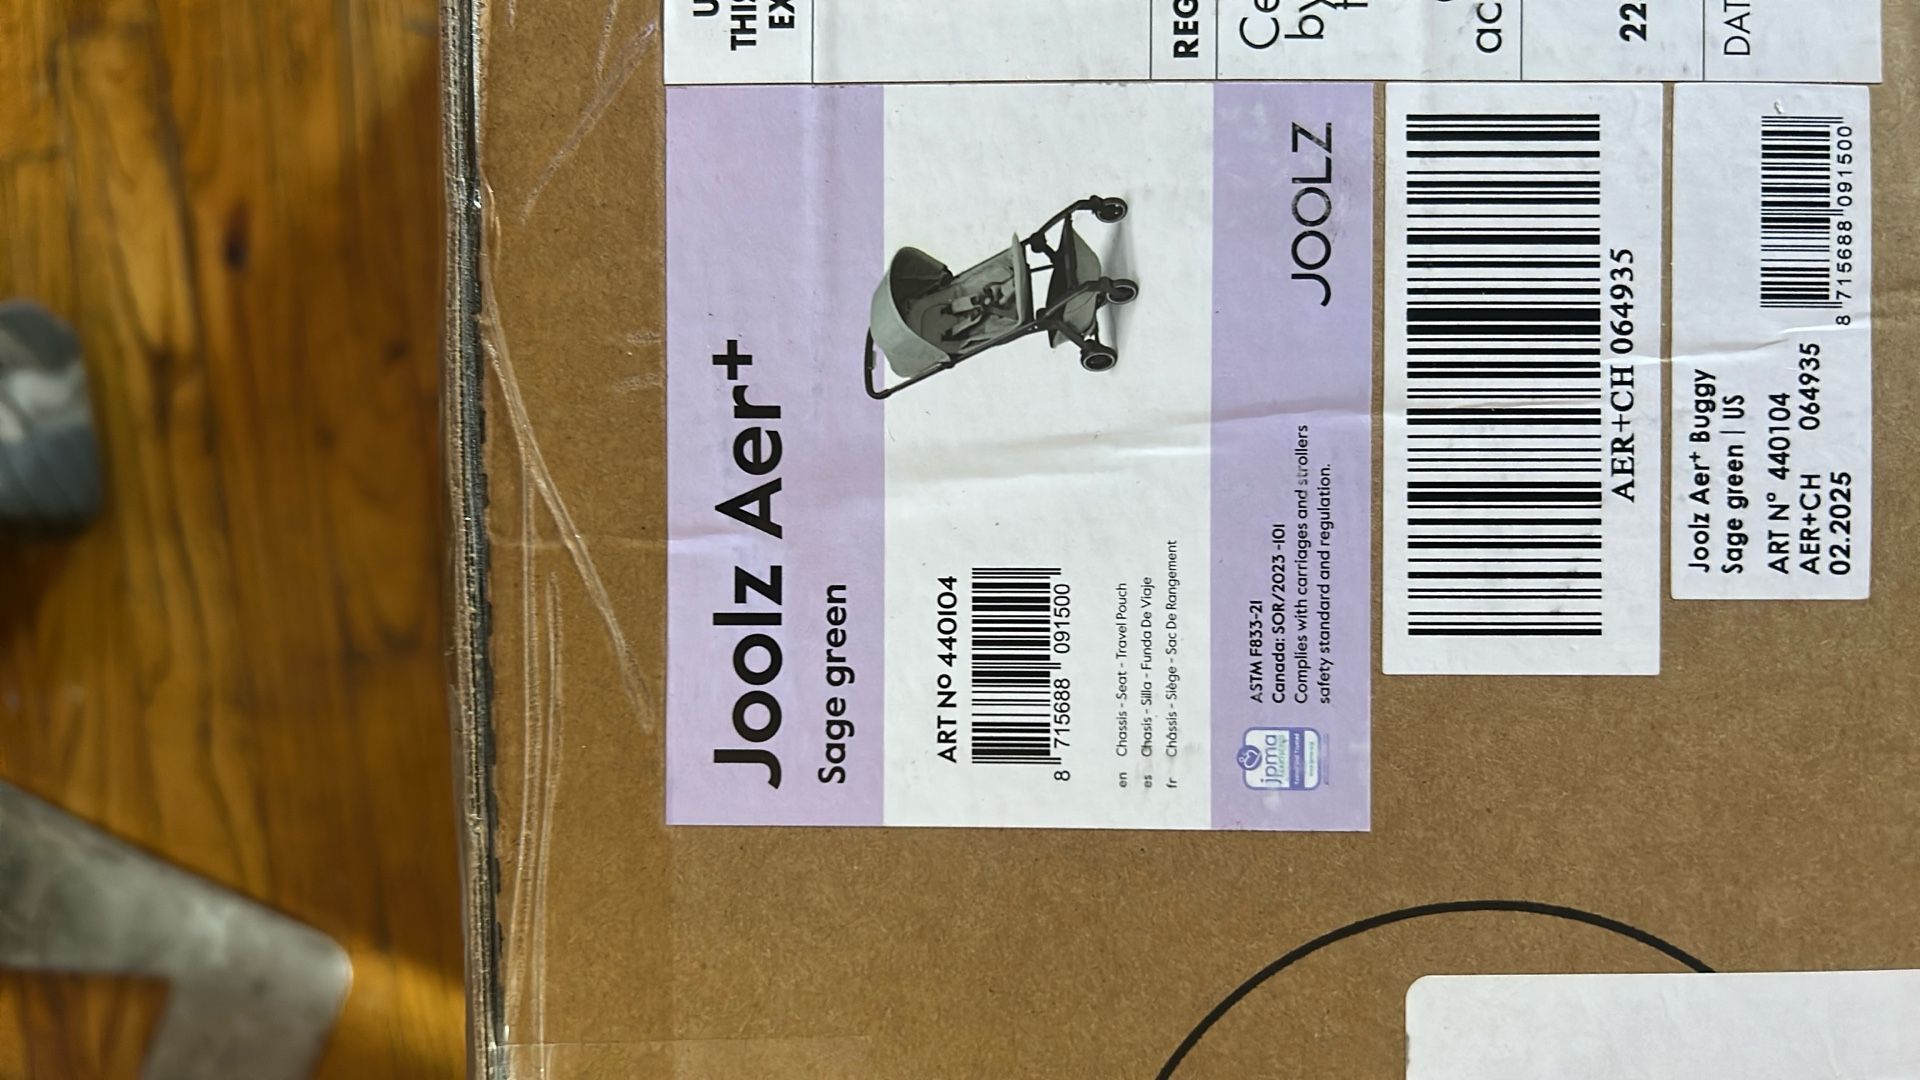 THIS
REG
22
Joolz Aer+
Sage green
ART Nº 440104
8 715688 091500
en Chassis - Seat - Travel Pouch
es Chasis - Silla - Funda De Viaje
fr Châssis - Siège - Sac De Rangement
JOOLZ
jpma
ASTM F833-21
Canada: SOR/2023 -101
Complies with carriages and strollers
safety standard and regulation.
AER+CH 064935
8 715688 091500
Joolz Aer+ Buggy
Sage green | US
ART Nº 440104
AER+CH 064935
02.2025